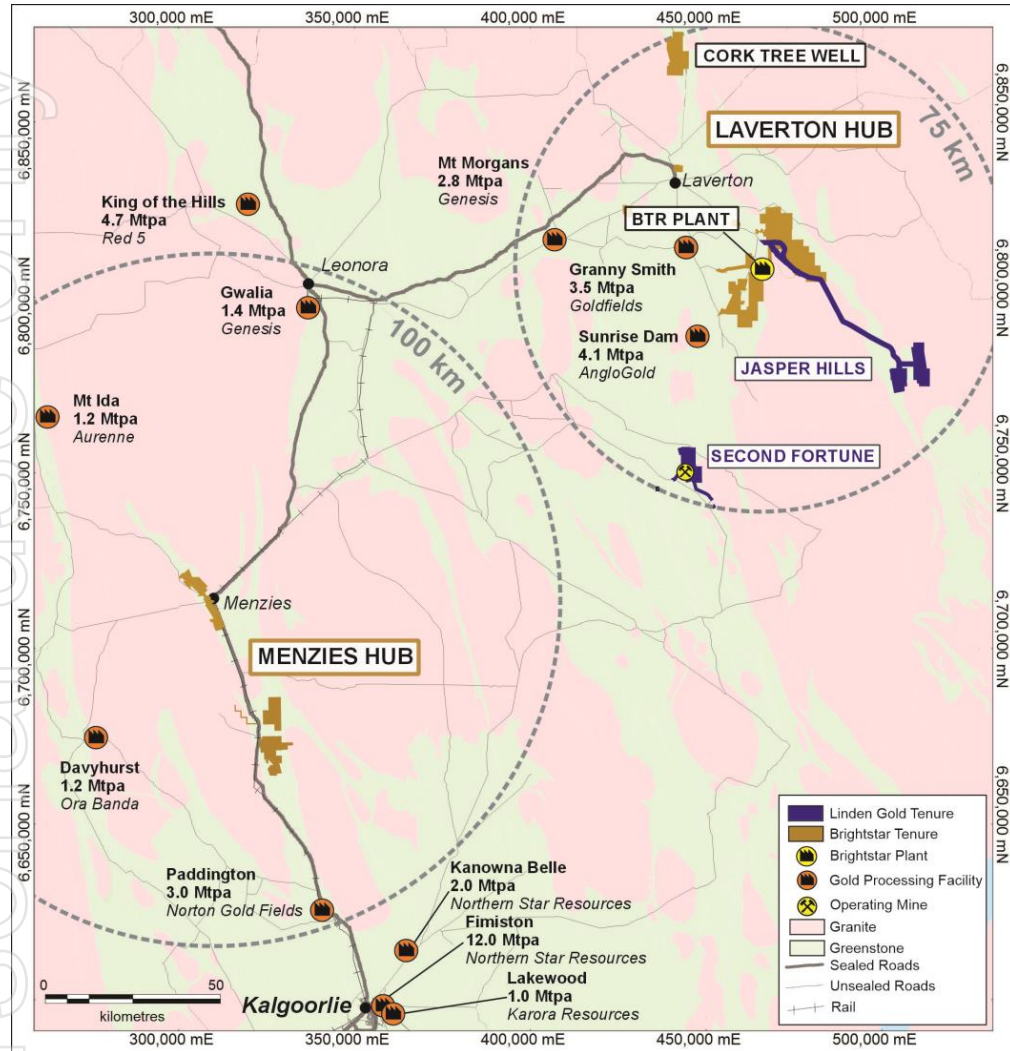 300,000 mE
350,000 mE
400,000 mE
450,000 mE
500,000 mE
CORK TREE WELL
6,850,000 mN
6,850,000 mN
LAVERTON HUB
75 km
Mt Morgans
2.8 Mtpa
Genesis
Laverton
King of the Hills
4.7 Mtpa
Red 5
BTR PLANT
Leonora
Granny Smith
3.5 Mtpa
Goldfields
6,800,000 mN
6,800,000 mN
Gwalia
1.4 Mtpa
Genesis
100 km
Sunrise Dam
4.1 Mtpa
AngloGold
JASPER HILLS
Mt Ida
1.2 Mtpa
Aurenne
SECOND FORTUNE
6,750,000 mN
6,750,000 mN
Menzies
MENZIES HUB
6,700,000 mN
6,700,000 mN
Davyhurst
1.2 Mtpa
Ora Banda
6,650,000 mN
6,650,000 mN
Paddington
3.0 Mtpa
Norton Gold Fields
Kanowna Belle
2.0 Mtpa
Northern Star Resources
Fimiston
12.0 Mtpa
Northern Star Resources
Lakewood
1.0 Mtpa
Karora Resources
Kalgoorlie
0
50
kilometres
Linden Gold Tenure
Brightstar Tenure
Brightstar Plant
Gold Processing Facility
Operating Mine
Granite
Greenstone
Sealed Roads
Unsealed Roads
Rail
300,000 mE
350,000 mE
400,000 mE
450,000 mE
500,000 mE